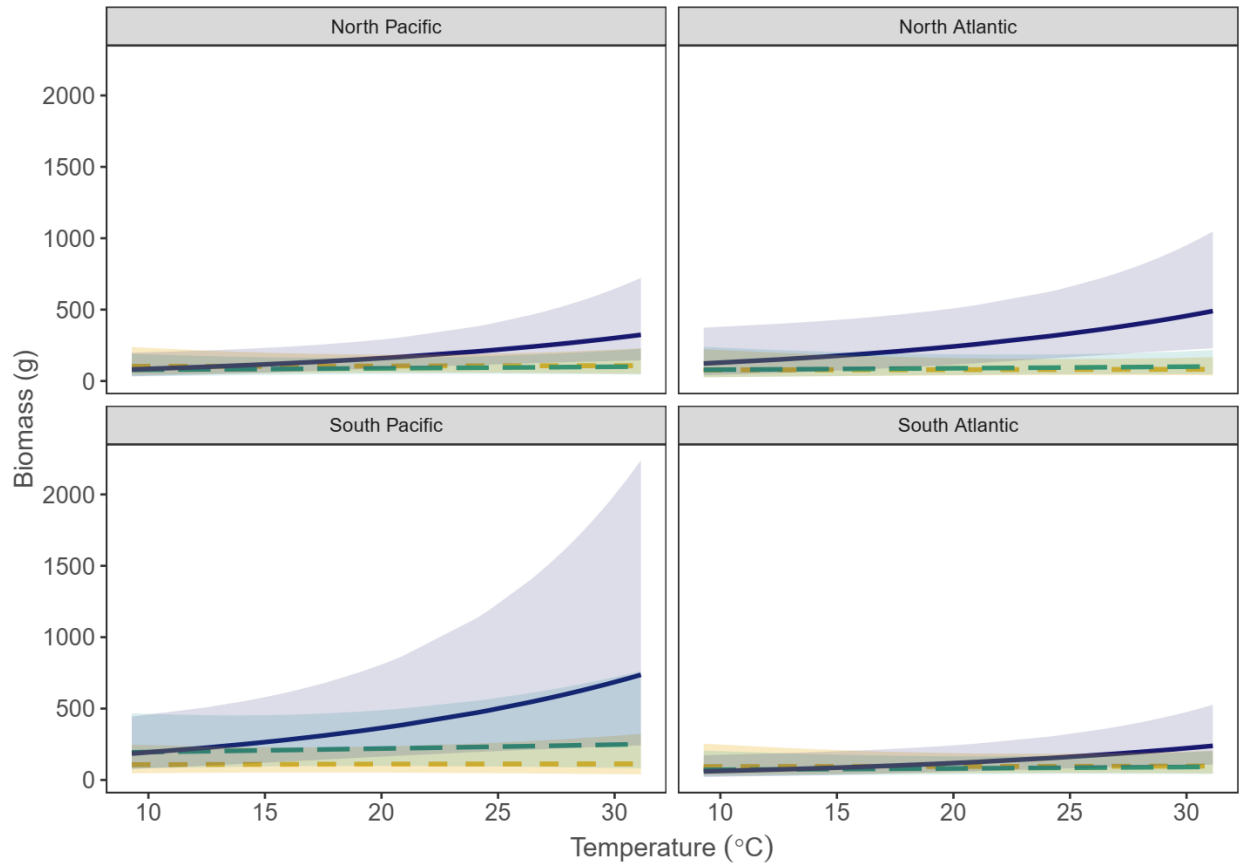 North Pacific
North Atlantic
2000
1500
1000
500
0
Biomass (g)
South Pacific
South Atlantic
2000
1500
1000
500
0
10 15 20 25 30 10 15 20 25 30
Temperature (°C)